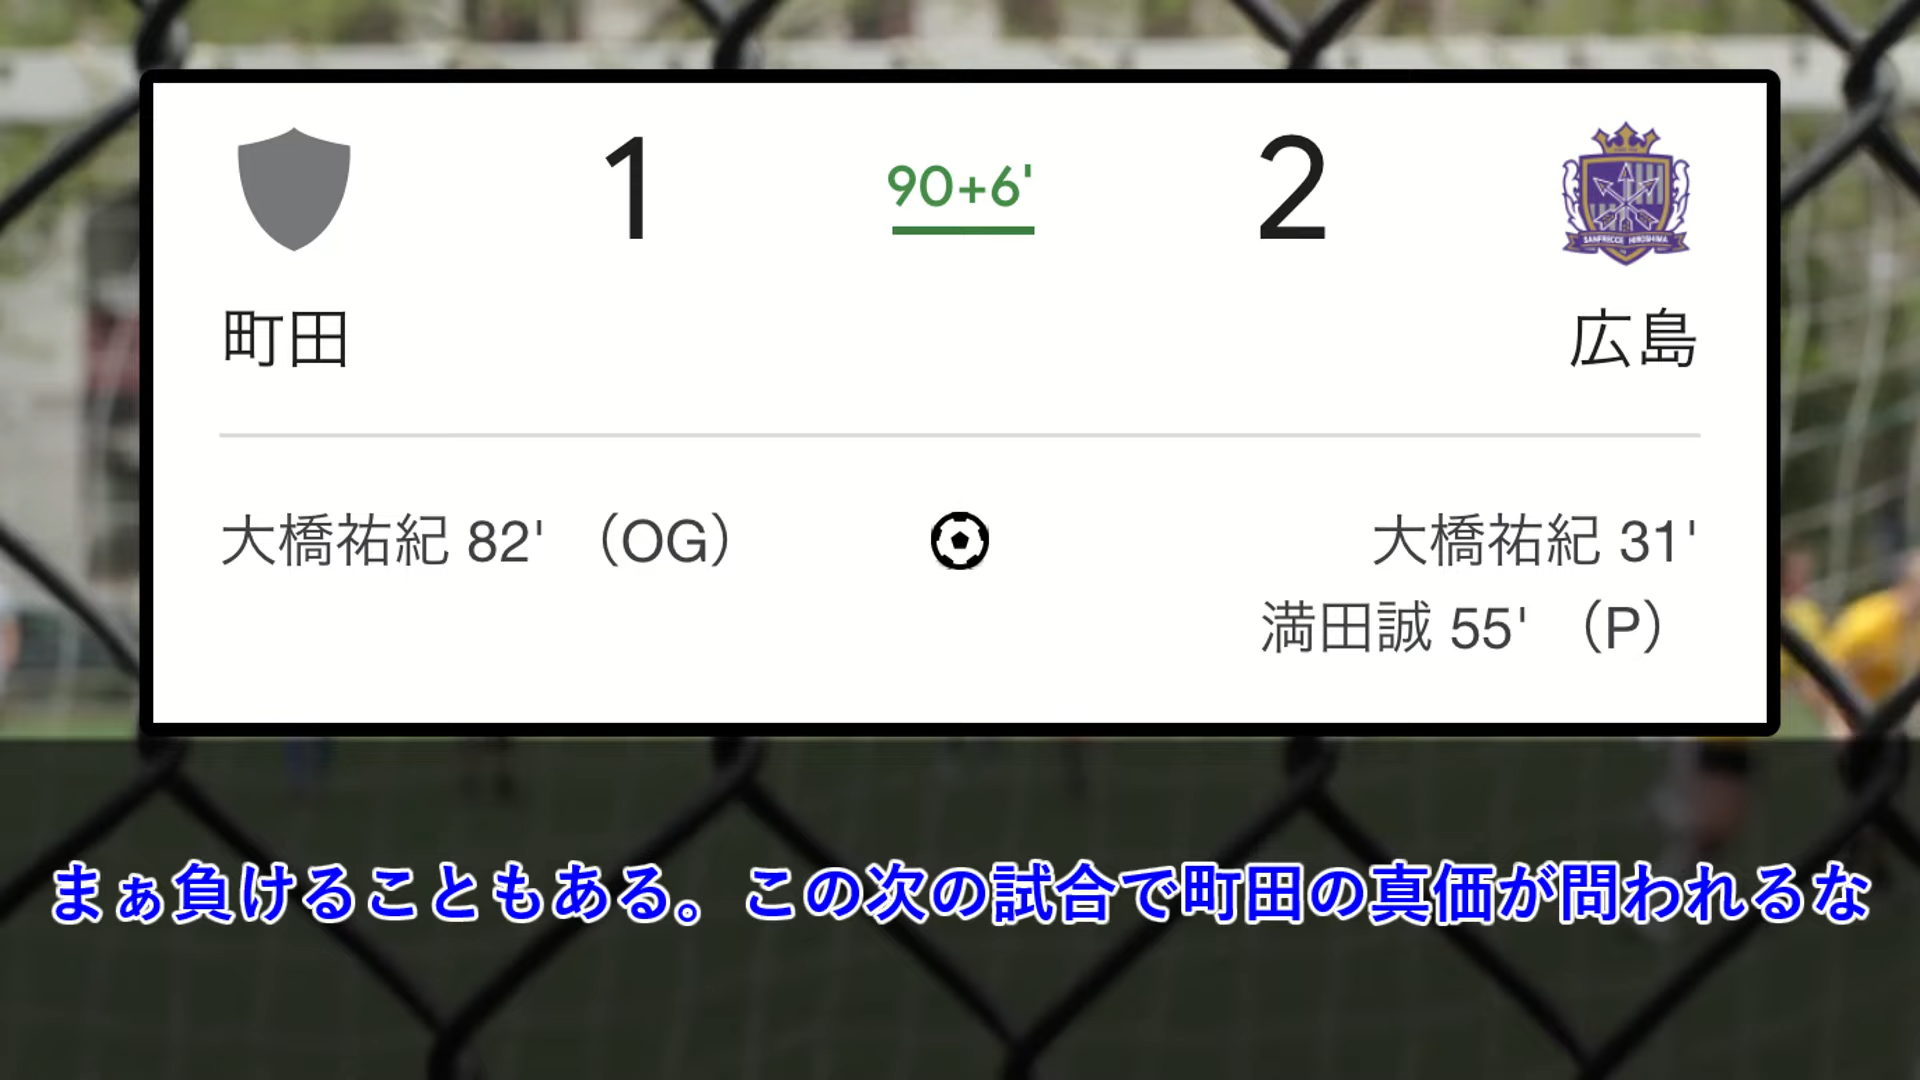 1 90+6' 2
SANFRECCE HIROSHIMA
町田 広島
大橋祐紀 82' （OG） 大橋祐紀 31'
満田誠 55' （P）
まぁ負けることもある。この次の試合で町田の真価が問われるな